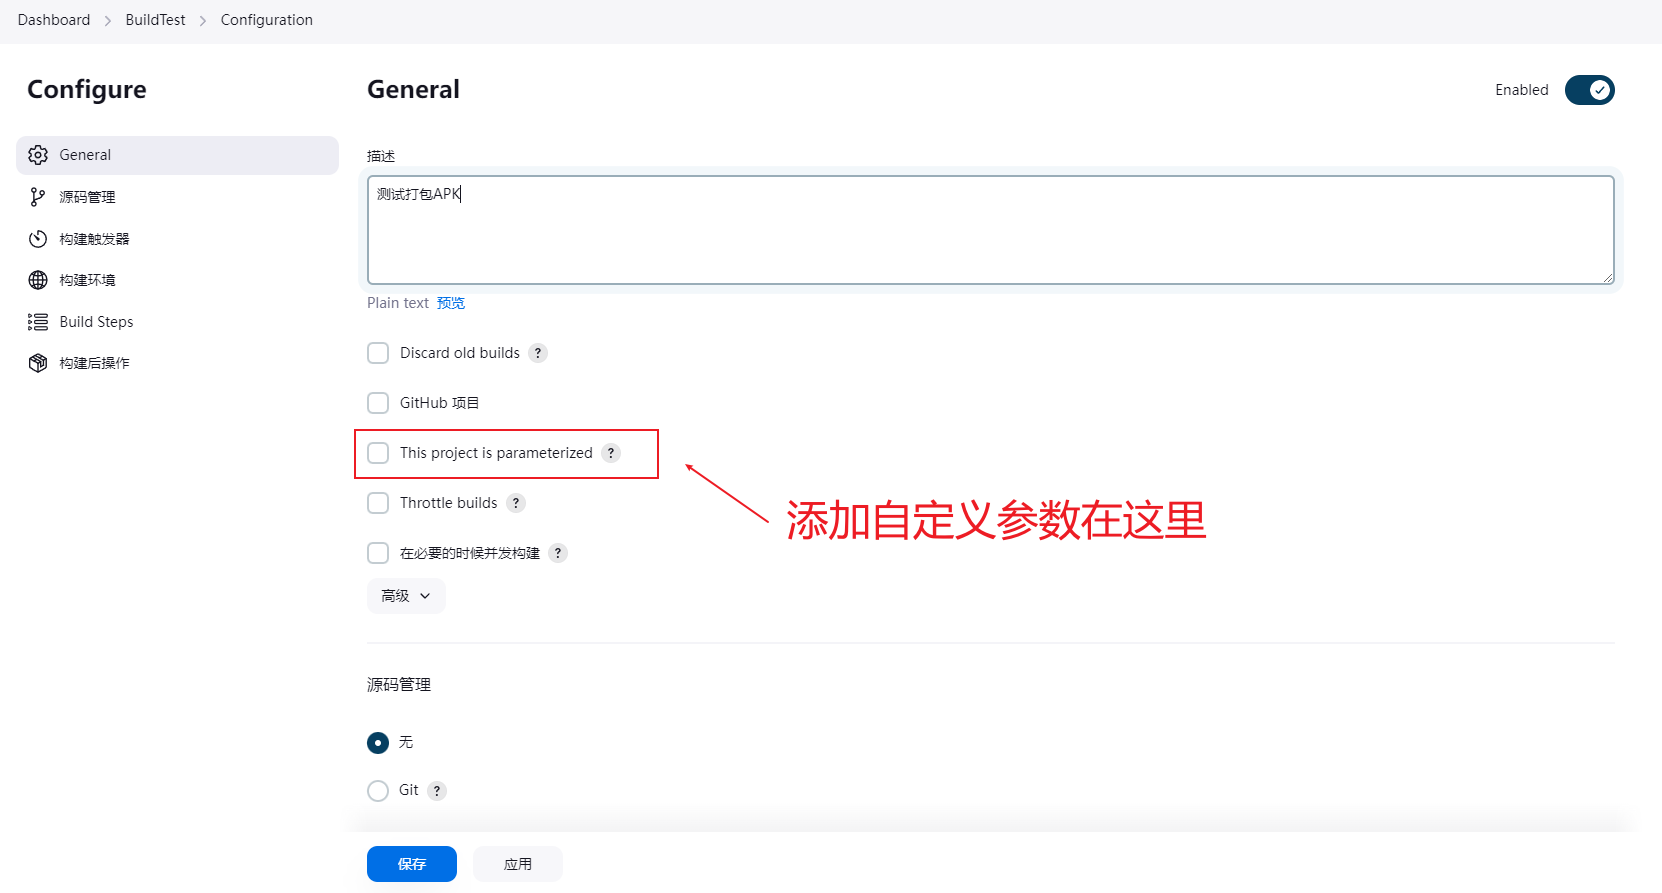 Dashboard > BuildTest > Configuration
Configure
General
源码管理
构建触发器
构建环境
Build Steps
构建后操作
General
Enabled
描述
测试打包APK
Plain text 预览
Discard old builds ?
GitHub 项目
This project is parameterized ?
Throttle builds ?
添加自定义参数在这里
在必要的时候并发构建 ?
高级
源码管理
无
Git ?
保存
应用